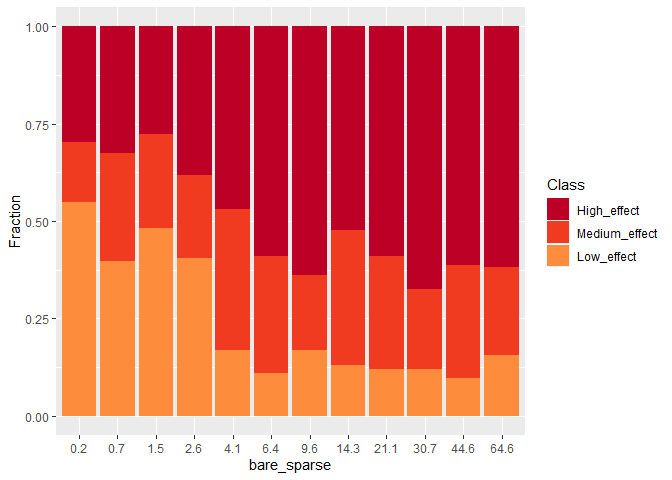 1.00
0.75
0.50
0.25
0.00
Fraction
0.2 0.7 1.5 2.6 4.1 6.4 9.6 14.3 21.1 30.7 44.6 64.6
bare_sparse
Class
High_effect
Medium_effect
Low_effect